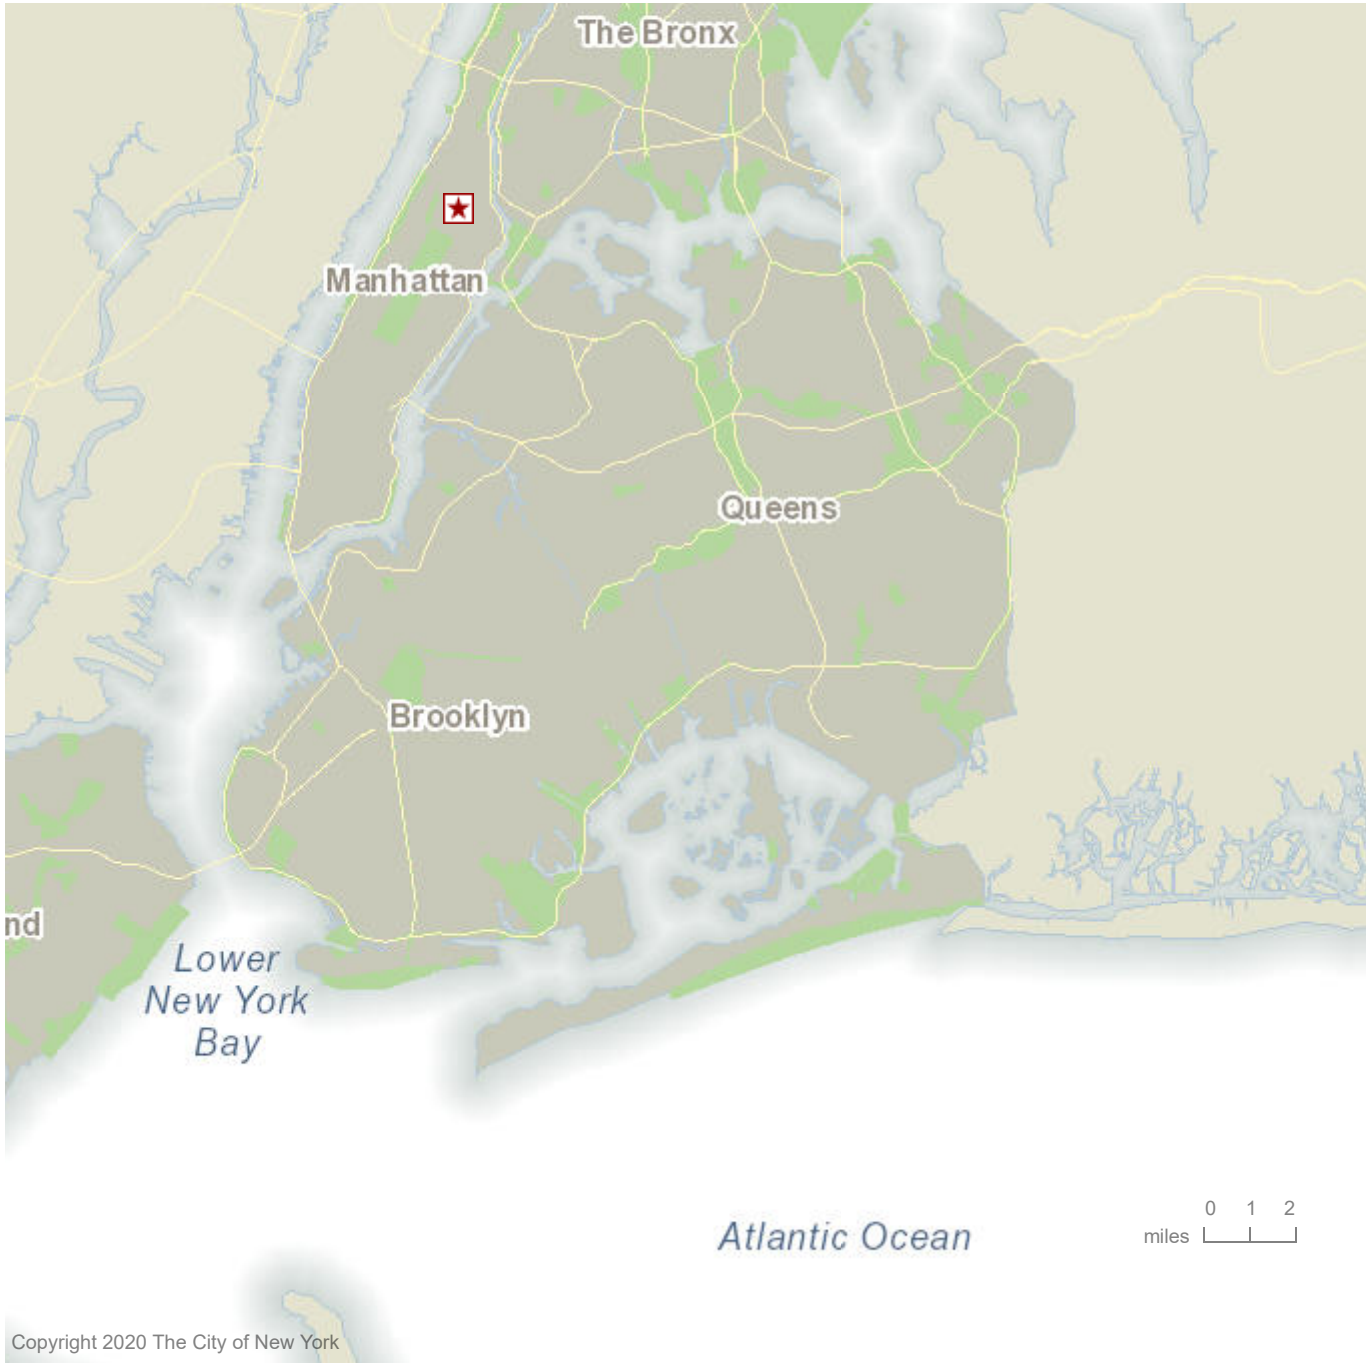 The Bronx
Manhattan
Queens
Brooklyn
nd
Lower
New York
Bay
0 1 2
miles
Atlantic Ocean
Copyright 2020 The City of New York